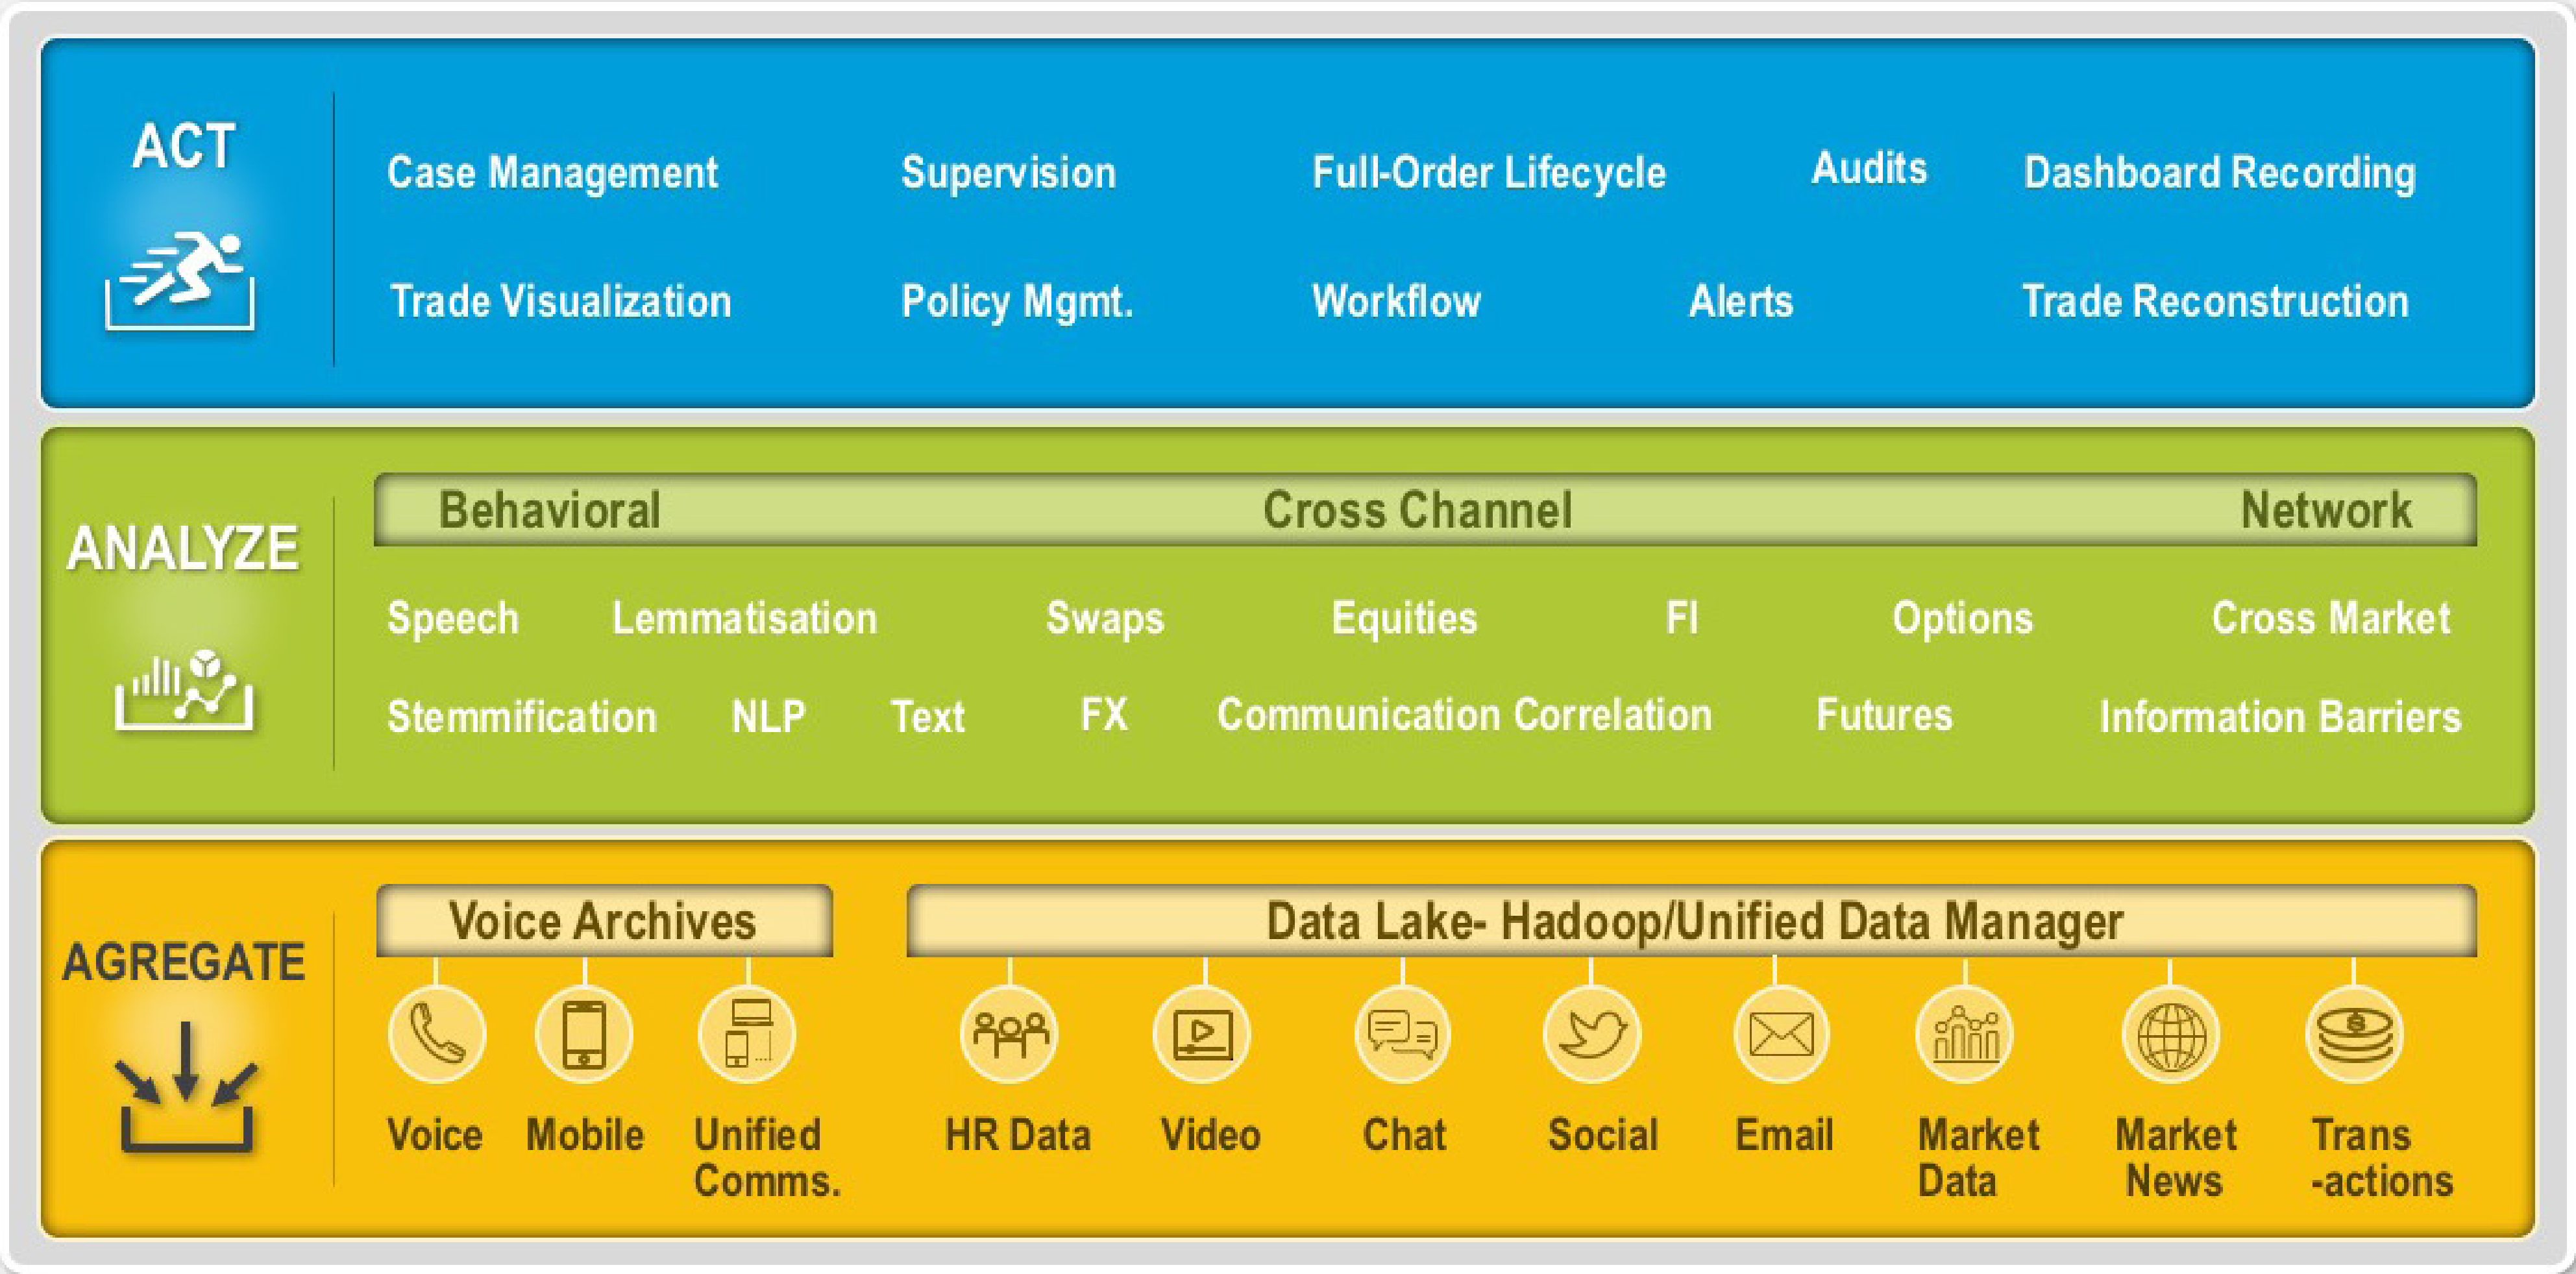 ACT
Case Management Supervision Full-Order Lifecycle Audits Dashboard Recording
Trade Visualization Policy Mgmt. Workflow Alerts Trade Reconstruction
ANALYZE
Behavioral Cross Channel Network
Speech Lemmatisation Swaps Equities FI Options Cross Market
Stemmification NLP Text FX Communication Correlation Futures Information Barriers
AGREGATE
Voice Archives
Voice
Mobile
Unified
Comms.
Data Lake- Hadoop/Unified Data Manager
HR Data
Video
Chat
Social
Email
Market
Data
Market
News
Trans
-actions